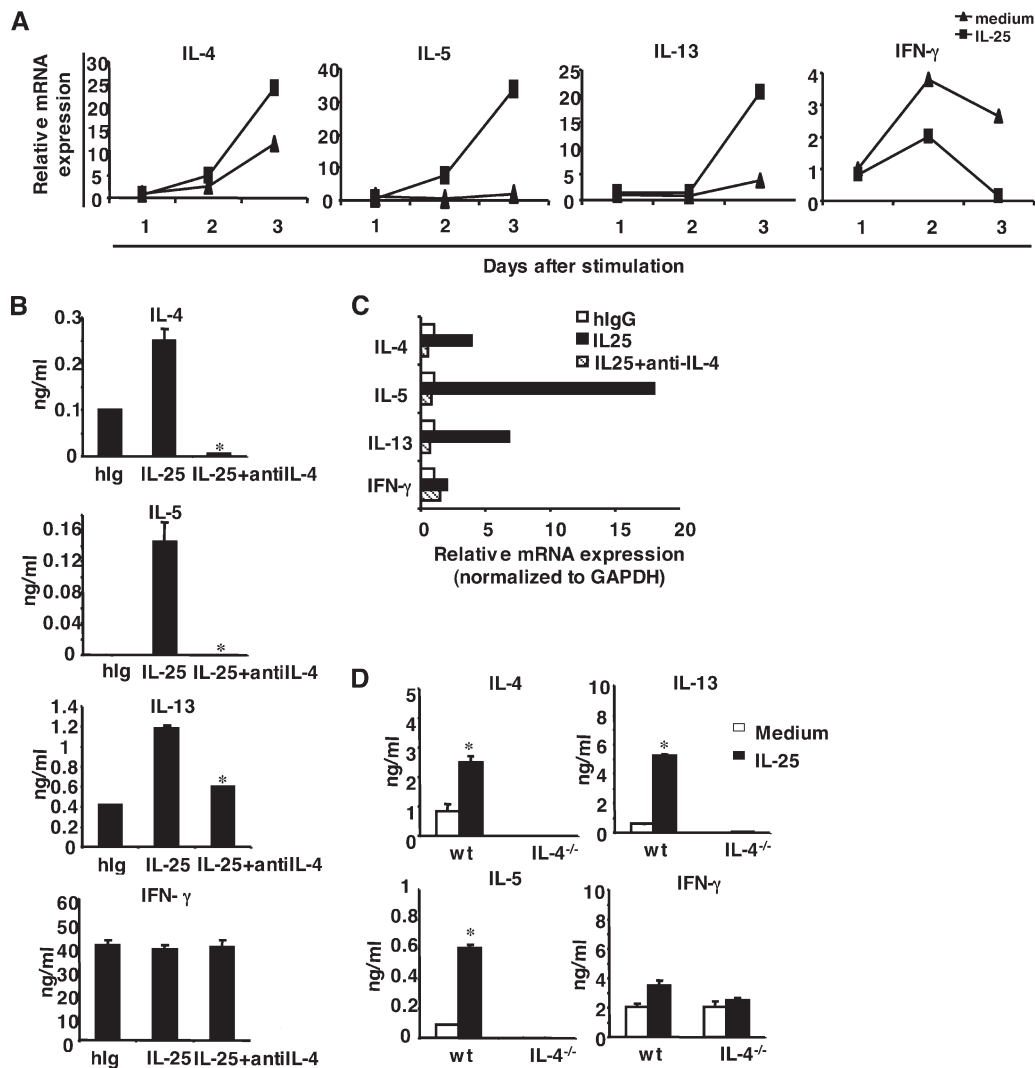 A
medium
IL-25
IL-4
IL-5
IL-13
IFN-γ
Relative mRNA
expression
30
25
20
15
10
5
0
40
30
20
10
0
25
20
15
10
5
0
4
3
2
1
0
1 2 3
1 2 3
1 2 3
1 2 3
Days after stimulation
B
IL-4
ng/ml
0.3
0.2
0.1
0
*
hIg IL-25 IL-25+antiIL-4
IL-5
ng/ml
0.16
0.12
0.08
0.04
0
*
hIg IL-25 IL-25+antiIL-4
IL-13
ng/ml
1.4
1.2
1
0.8
0.6
0.4
0.2
0
*
hIg IL-25 IL-25+antiIL-4
IFN- γ
ng/ml
60
50
40
30
20
10
0
hIg IL-25 IL-25+antiIL-4
C
hIgG
IL25
IL25+anti-IL-4
IL-4
IL-5
IL-13
IFN-γ
0 5 10 15 20
Relative mRNA expression
(normalized to GAPDH)
D
IL-4
ng/ml
5
4
3
2
1
0
*
wt IL-4-/-
IL-13
ng/ml
10
8
6
4
2
0
*
wt IL-4-/-
Medium
IL-25
IL-5
ng/ml
1
0.8
0.6
0.4
0.2
0
*
wt IL-4-/-
IFN-γ
ng/ml
10
8
6
4
2
0
wt IL-4-/-